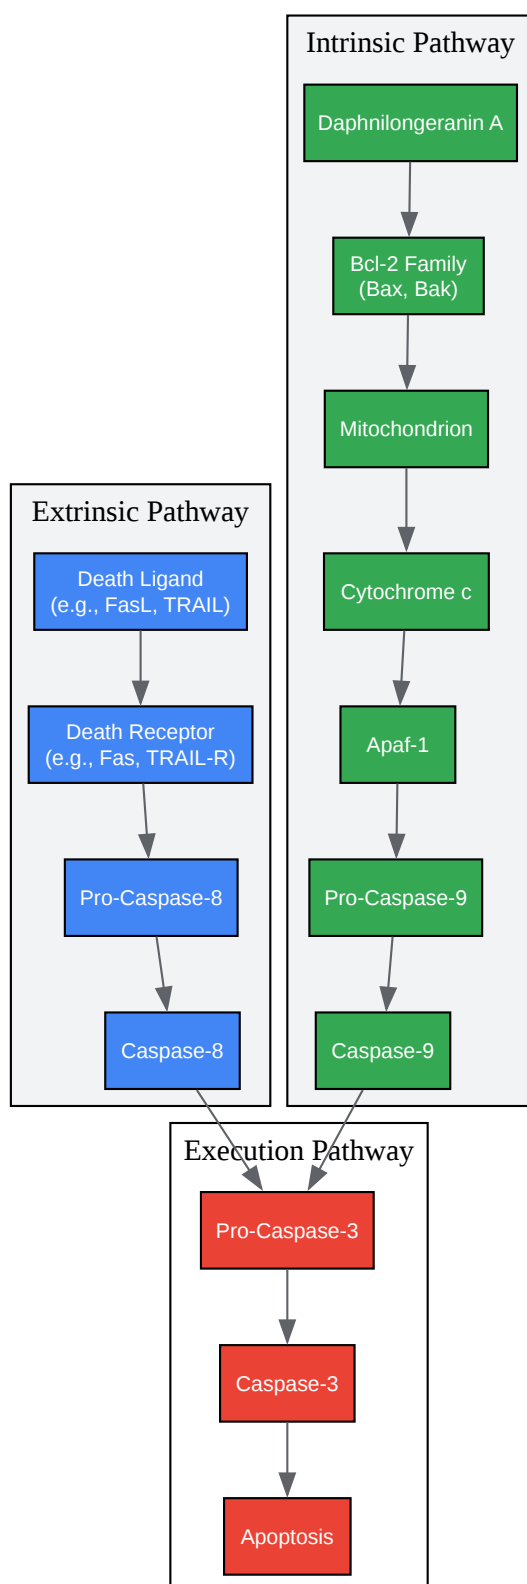 Intrinsic Pathway
Daphnilongeranin A
Bcl-2 Family
(Bax, Bak)
Mitochondrion
Cytochrome c
Apaf-1
Pro-Caspase-9
Caspase-9
Extrinsic Pathway
Death Ligand
(e.g., FasL, TRAIL)
Death Receptor
(e.g., Fas, TRAIL-R)
Pro-Caspase-8
Caspase-8
Execution Pathway
Pro-Caspase-3
Caspase-3
Apoptosis